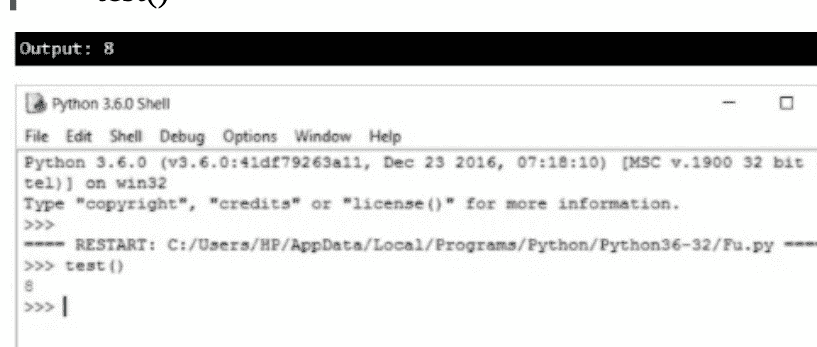 test()
Output: 8
Python 3.6.0 Shell
File Edit Shell Debug Options Window Help
Python 3.6.0 (v3.6.0:41df79263a11, Dec 23 2016, 07:18:10) [MSC v.1900 32 bit
tel)] on win32
Type "copyright", "credits" or "license()" for more information.
>>>
==== RESTART: C:/Users/HP/AppData/Local/Programs/Python/Python36-32/Fu.py ====
>>> test()
8
>>>